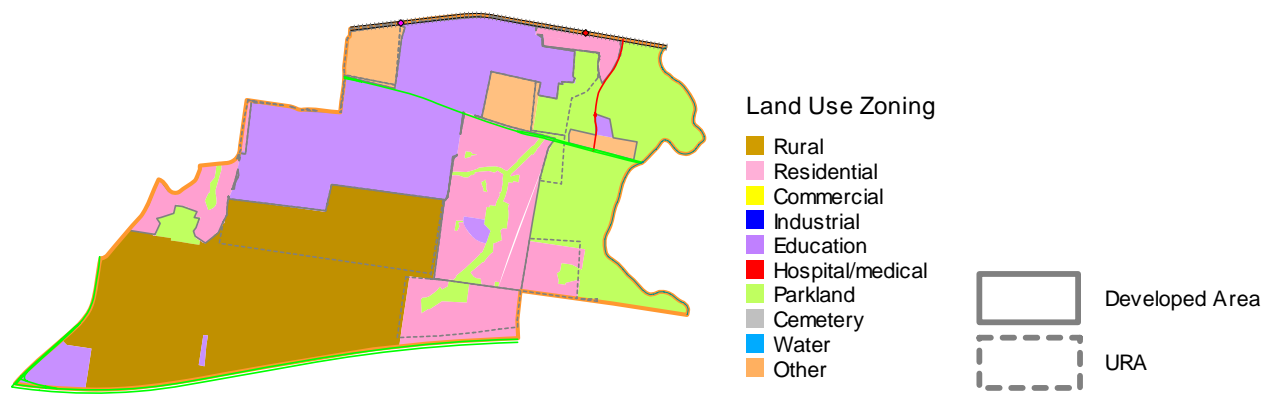 Land Use Zoning
Rural
Residential
Commercial
Industrial
Education
Hospital/medical
Parkland
Cemetery
Water
Other
Developed Area
URA